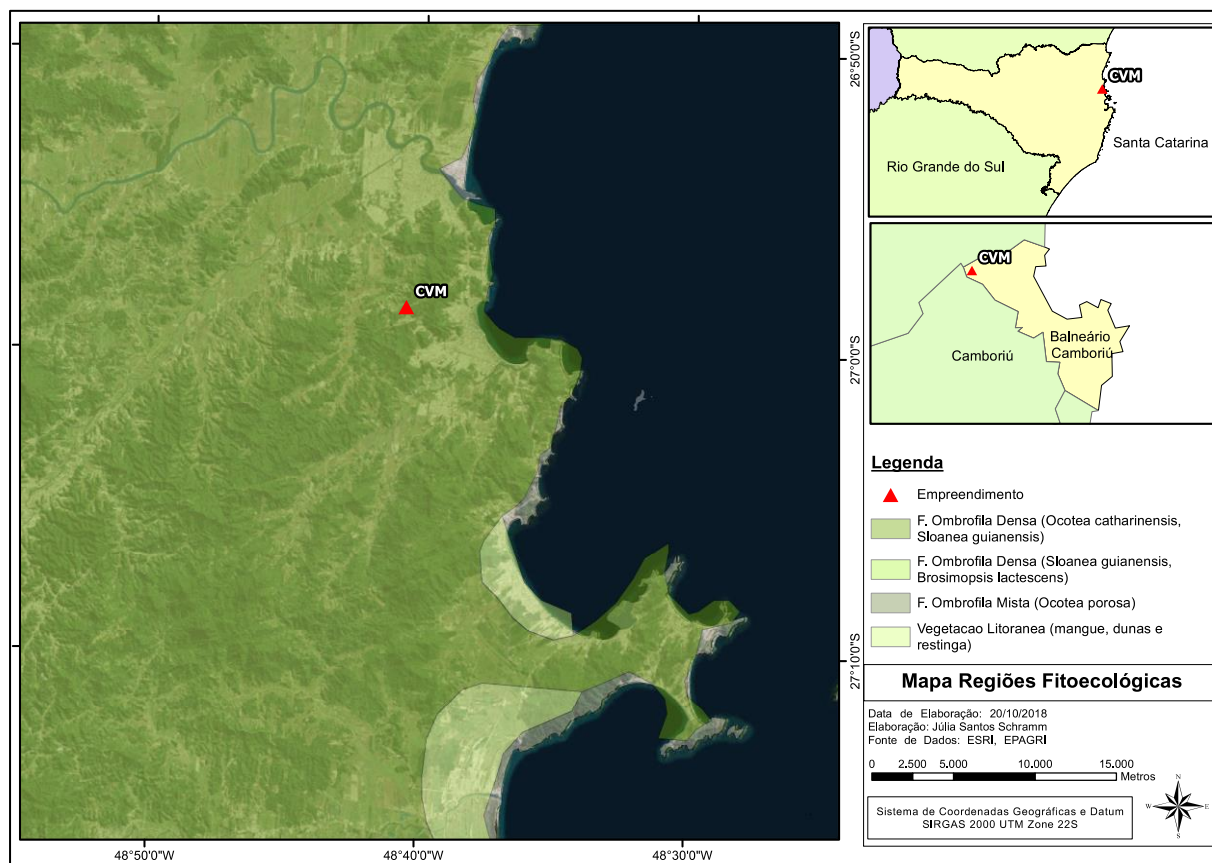 CVM
48°50'0"W
48°40'0"W
48°30'0"W
26°50'0"S
27°0'0"S
27°10'0"S
CVM
Santa Catarina
Rio Grande do Sul
CVM
Balneário
Camboriú
Camboriú
Legenda
Empreendimento
F. Ombrofila Densa (Ocotea catharinensis,
Sloanea guianensis)
F. Ombrofila Densa (Sloanea guianensis,
Brosimopsis lactescens)
F. Ombrofila Mista (Ocotea porosa)
Vegetacao Litoranea (mangue, dunas e
restinga)
Mapa Regiões Fitoecológicas
Data de Elaboração: 20/10/2018
Elaboração: Júlia Santos Schramm
Fonte de Dados: ESRI, EPAGRI
0 2.500 5.000 10.000 15.000
Metros
Sistema de Coordenadas Geográficas e Datum
SIRGAS 2000 UTM Zone 22S
N
W E
S